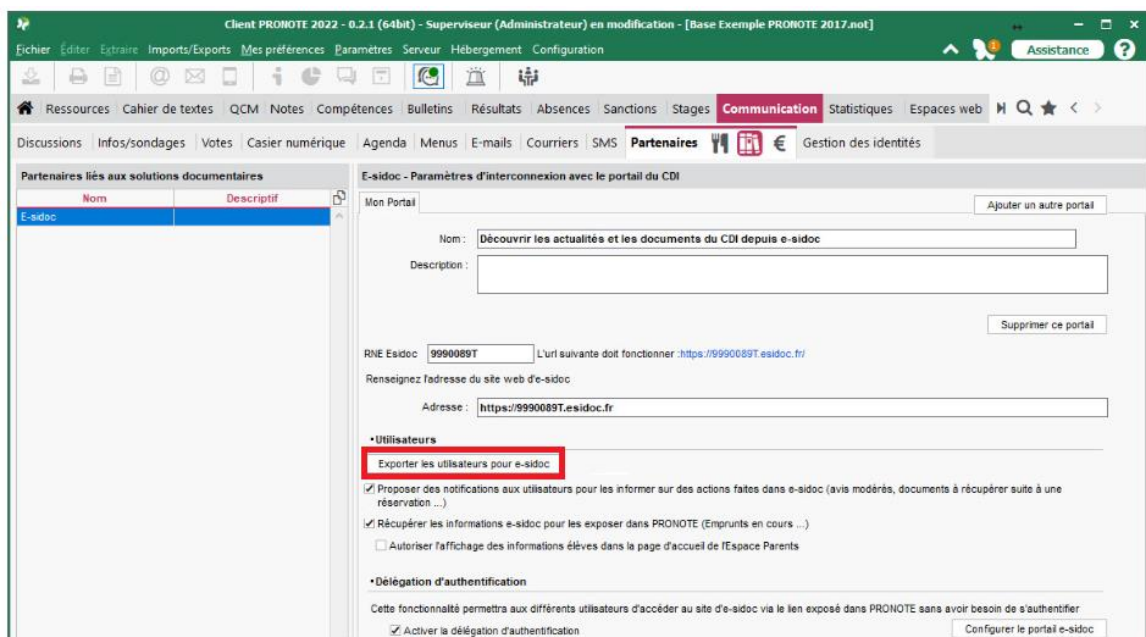 Client PRONOTE 2022 - 0.2.1 (64bit) - Superviseur (Administrateur) en modification - [Base Exemple PRONOTE 2017.not]
Fichier Éditer Extraire Imports/Exports Mes préférences Paramètres Serveur Hébergement Configuration
1 Assistance ?
Ressources Cahier de textes QCM Notes Compétences Bulletins Résultats Absences Sanctions Stages Communication Statistiques Espaces web
Discussions Infos/sondages Votes Casier numérique Agenda Menus E-mails Courriers SMS Partenaires € Gestion des identités
Partenaires liés aux solutions documentaires
Nom Descriptif
E-sidoc
E-sidoc - Paramètres d'interconnexion avec le portail du CDI
Mon Portail
Ajouter un autre portail
Nom : Découvrir les actualités et les documents du CDI depuis e-sidoc
Description :
Supprimer ce portail
RNE Esidoc 9990089T L'url suivante doit fonctionner :https://9990089T.esidoc.fr/
Renseignez l'adresse du site web d'e-sidoc
Adresse : https://9990089T.esidoc.fr
•Utilisateurs
Exporter les utilisateurs pour e-sidoc
Proposer des notifications aux utilisateurs pour les informer sur des actions faites dans e-sidoc (avis modérés, documents à récupérer suite à une
réservation ...)
Récupérer les informations e-sidoc pour les exposer dans PRONOTE (Emprunts en cours ...)
Autoriser l'affichage des informations élèves dans la page d'accueil de l'Espace Parents
•Délégation d'authentification
Cette fonctionnalité permettra aux différents utilisateurs d'accéder au site d'e-sidoc via le lien exposé dans PRONOTE sans avoir besoin de s'authentifier
Activer la délégation d'authentification
Configurer le portail e-sidoc